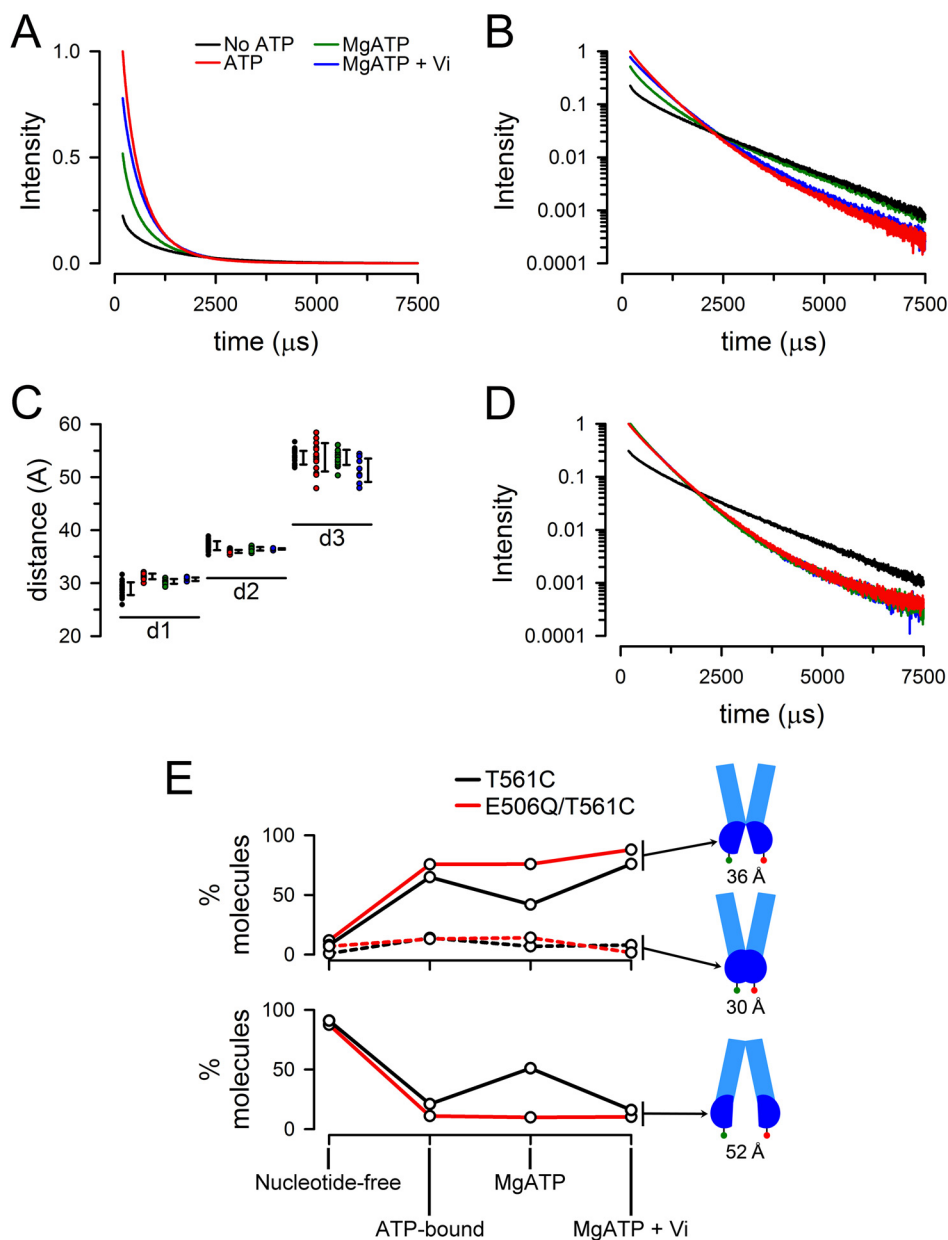 A
No ATP
ATP
MgATP
MgATP + Vi
Intensity
1.0
0.5
0.0
0
2500
5000
7500
time (μs)
B
Intensity
1
0.1
0.01
0.001
0.0001
0
2500
5000
7500
time (μs)
C
distance (A)
60
50
40
30
20
d1
d2
d3
D
Intensity
1
0.1
0.01
0.001
0.0001
0
2500
5000
7500
time (μs)
E
T561C
E506Q/T561C
% molecules
100
50
0
36 Å
30 Å
% molecules
100
50
0
52 Å
Nucleotide-free
MgATP
ATP-bound
MgATP + Vi